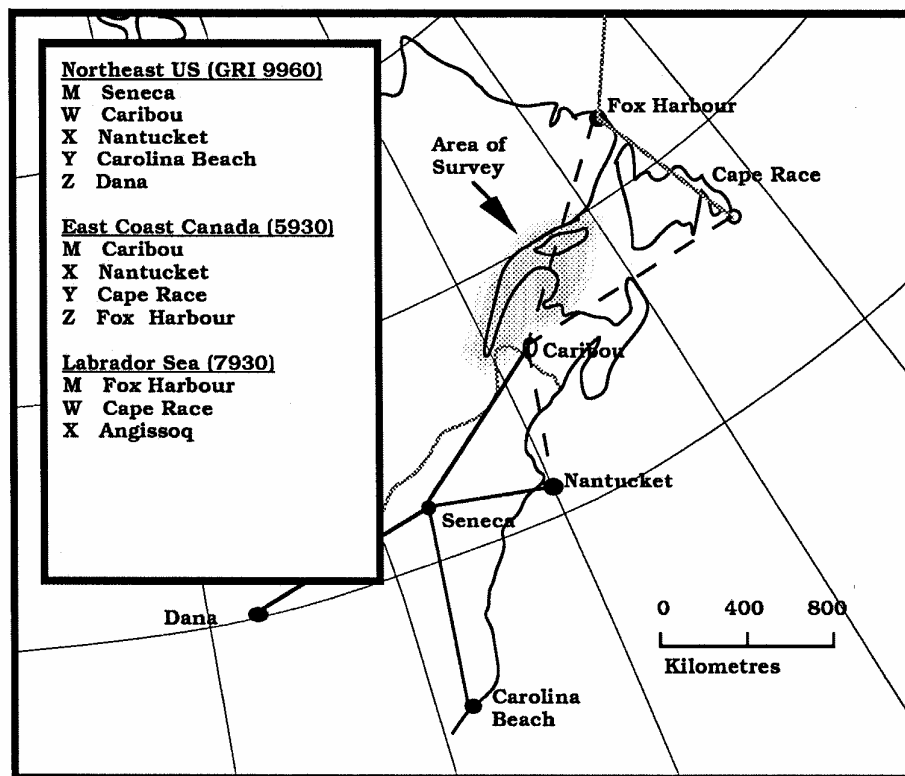 Northeast US (GRI 9960)
M Seneca
W Caribou
X Nantucket
Y Carolina Beach
Z Dana
East Coast Canada (5930)
M Caribou
X Nantucket
Y Cape Race
Z Fox Harbour
Labrador Sea (7930)
M Fox Harbour
W Cape Race
X Angissoq
Fox Harbour
Area of
Survey
Cape Race
Caribou
Nantucket
Seneca
Dana
0 400 800
Kilometres
Carolina
Beach